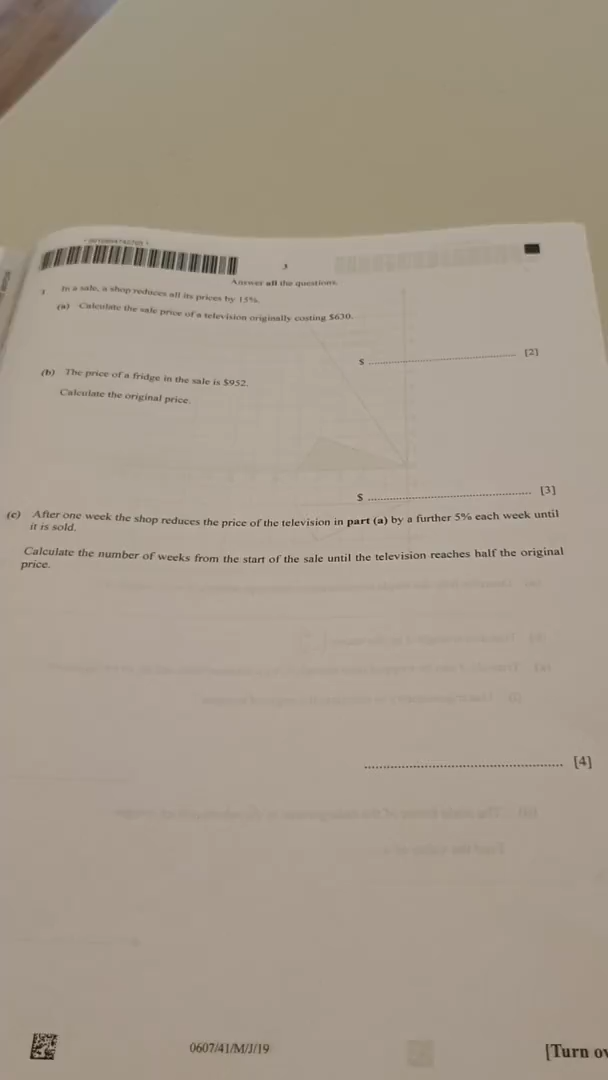 3
Answer all the questions.
1 In a sale, a shop reduces all its prices by 15%.
(a) Calculate the sale price of a television originally costing $630.
$ ............................................................ [2]
(b) The price of a fridge in the sale is $952.
Calculate the original price.
$ ............................................................ [3]
(c) After one week the shop reduces the price of the television in part (a) by a further 5% each week until
it is sold.
Calculate the number of weeks from the start of the sale until the television reaches half the original
price.
............................................................ [4]
0607/41/M/J/19
[Turn ov